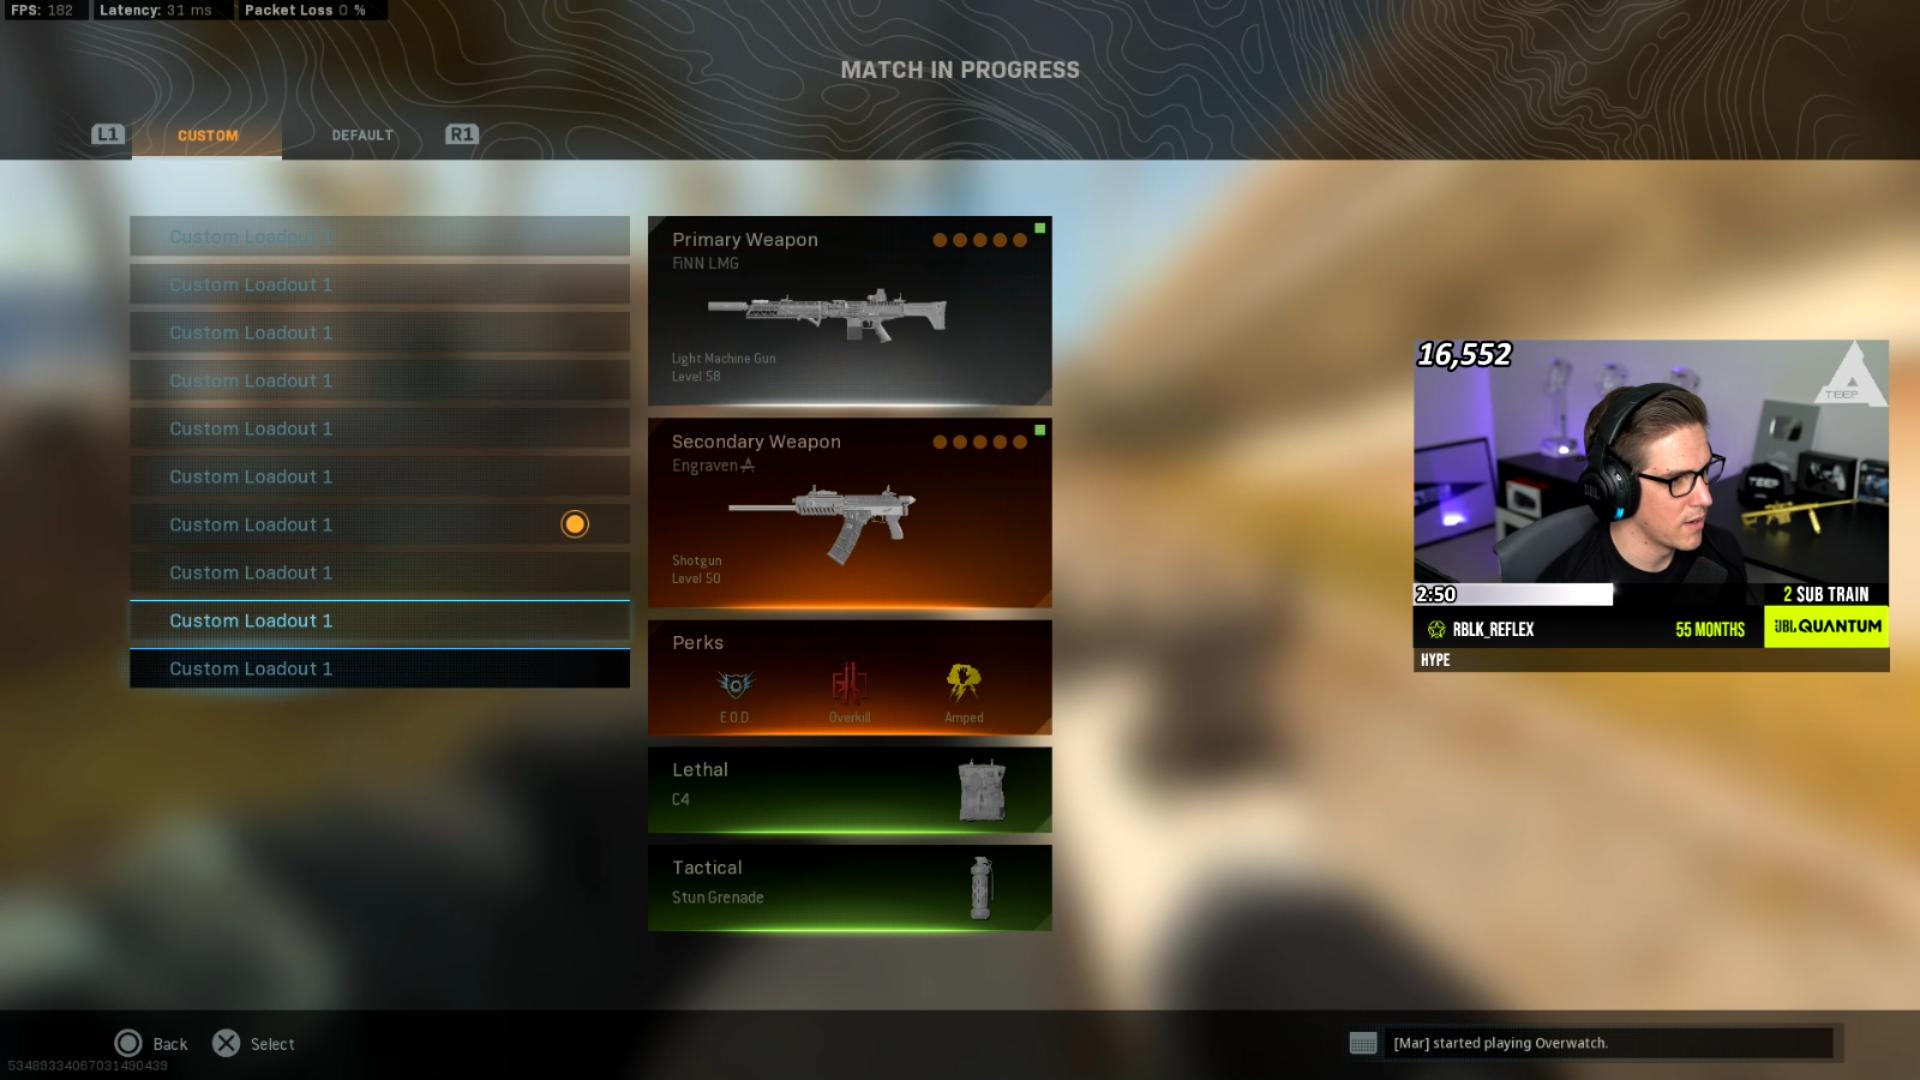 FPS: 182 Latency: 31 ms Packet Loss 0 %
MATCH IN PROGRESS
L1 CUSTOM DEFAULT R1
Custom Loadout 1
Custom Loadout 1
Custom Loadout 1
Custom Loadout 1
Custom Loadout 1
Custom Loadout 1
Custom Loadout 1
Custom Loadout 1
Custom Loadout 1
Custom Loadout 1
Primary Weapon
FiNN LMG
Light Machine Gun
Level 58
Secondary Weapon
Engraven
Shotgun
Level 50
Perks
E.O.D. Overkill Amped
Lethal
C4
Tactical
Stun Grenade
16,552
TEEP
TEEP
JBL
2:50 2 SUB TRAIN
RBLK_REFLEX 55 MONTHS JBL QUANTUM
HYPE
Back Select
[Mar] started playing Overwatch.
53489334067031490439